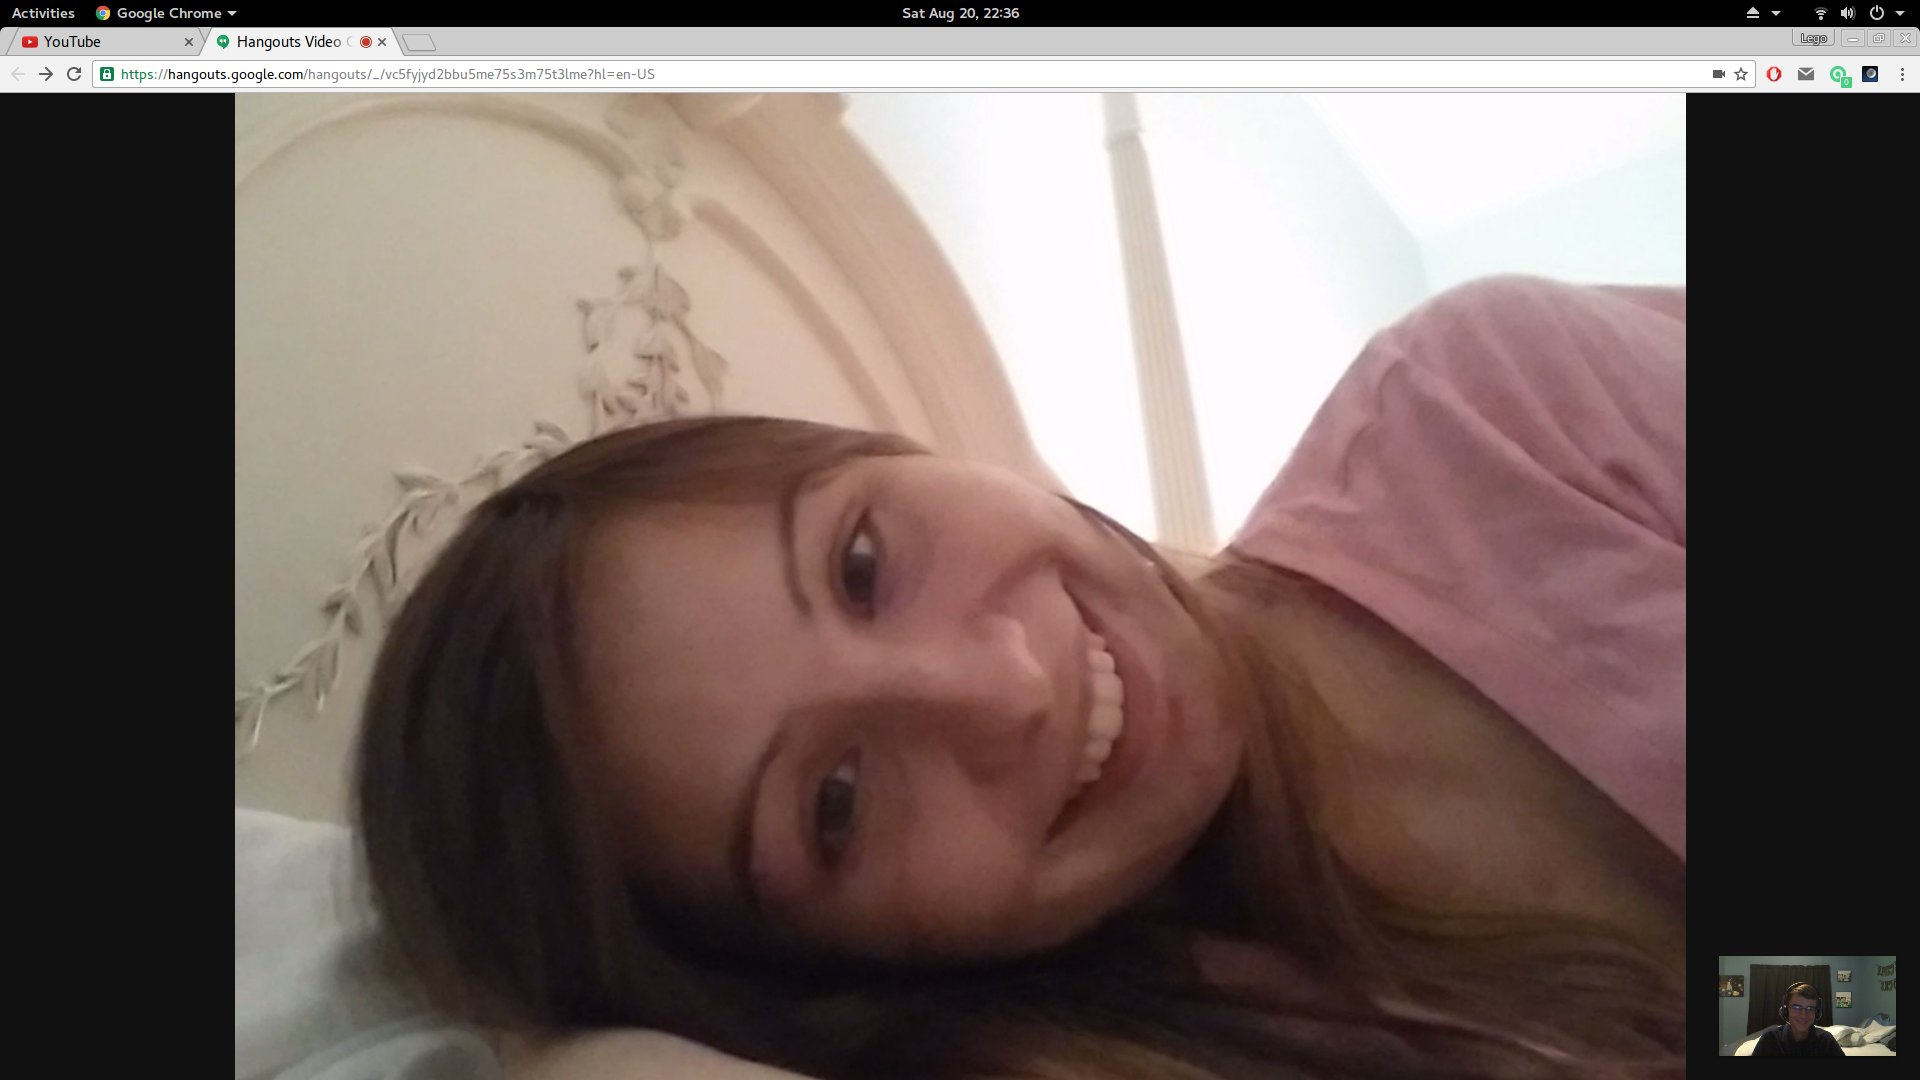 Activities Google Chrome Sat Aug 20, 22:36
YouTube Hangouts Video Lego
https://hangouts.google.com/hangouts/_/vc5fyjyd2bbu5me75s3m75t3lme?hl=en-US
0